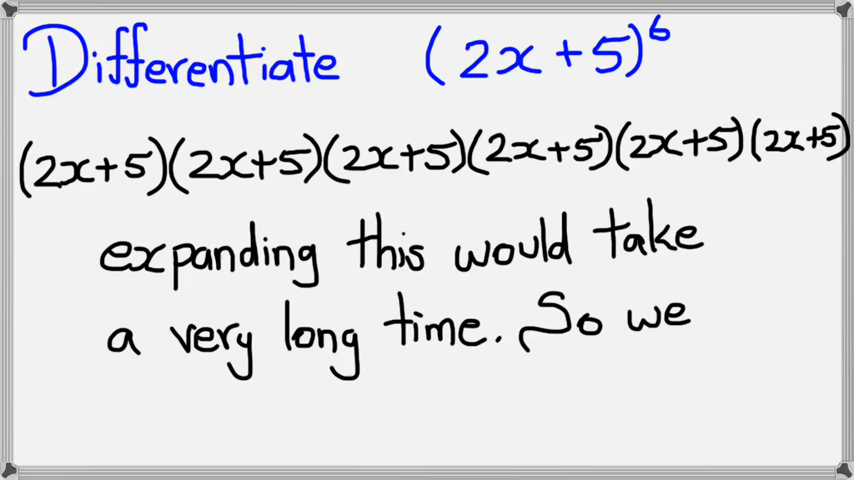 Differentiate (2x+5)⁶
(2x+5)(2x+5)(2x+5)(2x+5)(2x+5)(2x+5)
expanding this would take
a very long time. So we